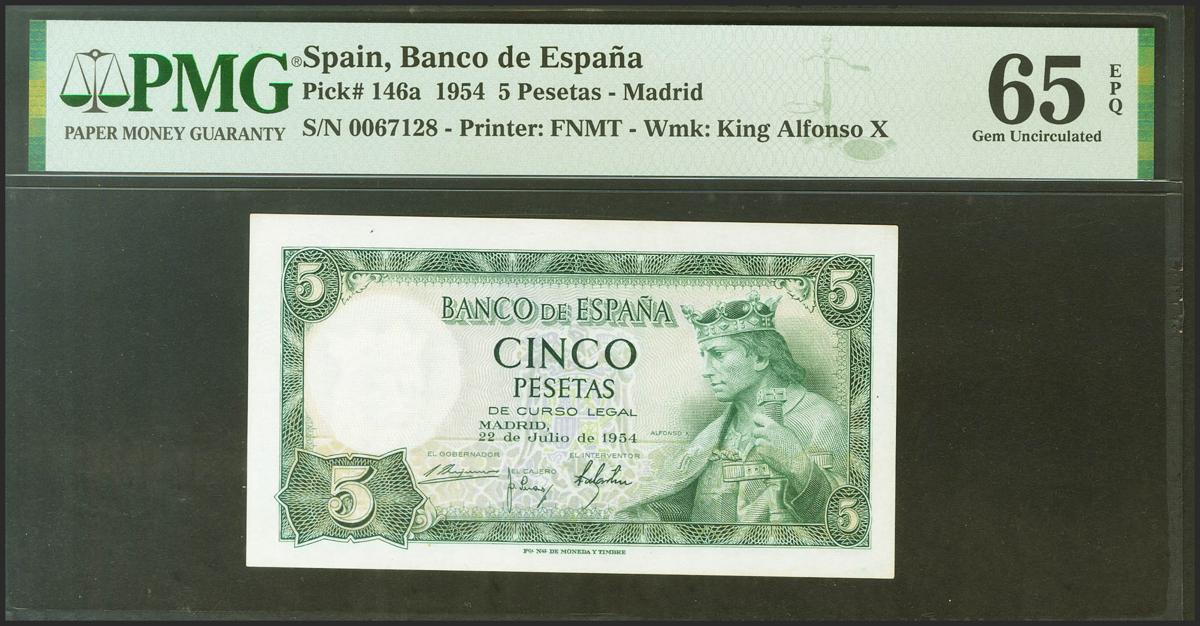 PMG®
PAPER MONEY GUARANTY
Spain, Banco de España
Pick# 146a 1954 5 Pesetas - Madrid
S/N 0067128 - Printer: FNMT - Wmk: King Alfonso X
65 EPQ
Gem Uncirculated
5
5
BANCO DE ESPAÑA
CINCO
PESETAS
DE CURSO LEGAL
MADRID,
22 de Julio de 1954
ALFONSO X
EL GOBERNADOR
EL INTERVENTOR
EL CAJERO
5
5
FCA NAL DE MONEDA Y TIMBRE